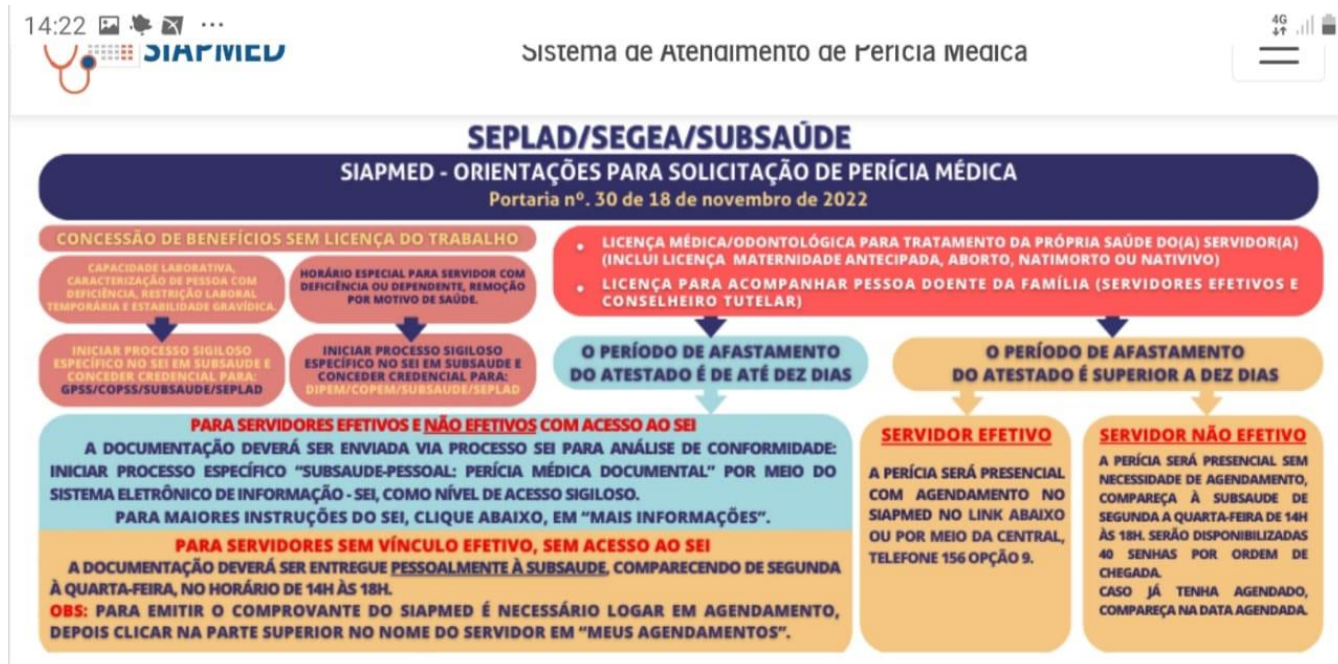 14:22 ...
4G
SIAPMED
Sistema de Atendimento de Perícia Médica
SEPLAD/SEGEA/SUBSAÚDE
SIAPMED - ORIENTAÇÕES PARA SOLICITAÇÃO DE PERÍCIA MÉDICA
Portaria nº. 30 de 18 de novembro de 2022
CONCESSÃO DE BENEFÍCIOS SEM LICENÇA DO TRABALHO
CAPACIDADE LABORATIVA,
CARACTERIZAÇÃO DE PESSOA COM
DEFICIÊNCIA, RESTRIÇÃO LABORAL
TEMPORÁRIA E ESTABILIDADE GRAVÍDICA.
HORÁRIO ESPECIAL PARA SERVIDOR COM
DEFICIÊNCIA OU DEPENDENTE, REMOÇÃO
POR MOTIVO DE SAÚDE.
INICIAR PROCESSO SIGILOSO
ESPECÍFICO NO SEI EM SUBSAUDE E
CONCEDER CREDENCIAL PARA:
GPSS/COPSS/SUBSAUDE/SEPLAD
INICIAR PROCESSO SIGILOSO
ESPECÍFICO NO SEI EM SUBSAUDE E
CONCEDER CREDENCIAL PARA:
DIPEM/COPEM/SUBSAUDE/SEPLAD
• LICENÇA MÉDICA/ODONTOLÓGICA PARA TRATAMENTO DA PRÓPRIA SAÚDE DO(A) SERVIDOR(A)
(INCLUI LICENÇA MATERNIDADE ANTECIPADA, ABORTO, NATIMORTO OU NATIVIVO)
• LICENÇA PARA ACOMPANHAR PESSOA DOENTE DA FAMÍLIA (SERVIDORES EFETIVOS E
CONSELHEIRO TUTELAR)
O PERÍODO DE AFASTAMENTO
DO ATESTADO É DE ATÉ DEZ DIAS
O PERÍODO DE AFASTAMENTO
DO ATESTADO É SUPERIOR A DEZ DIAS
PARA SERVIDORES EFETIVOS E NÃO EFETIVOS COM ACESSO AO SEI
A DOCUMENTAÇÃO DEVERÁ SER ENVIADA VIA PROCESSO SEI PARA ANÁLISE DE CONFORMIDADE:
INICIAR PROCESSO ESPECÍFICO “SUBSAUDE-PESSOAL: PERÍCIA MÉDICA DOCUMENTAL” POR MEIO DO
SISTEMA ELETRÔNICO DE INFORMAÇÃO - SEI, COMO NÍVEL DE ACESSO SIGILOSO.
PARA MAIORES INSTRUÇÕES DO SEI, CLIQUE ABAIXO, EM “MAIS INFORMAÇÕES”.
PARA SERVIDORES SEM VÍNCULO EFETIVO, SEM ACESSO AO SEI
A DOCUMENTAÇÃO DEVERÁ SER ENTREGUE PESSOALMENTE À SUBSAUDE, COMPARECENDO DE SEGUNDA
À QUARTA-FEIRA, NO HORÁRIO DE 14H ÀS 18H.
OBS: PARA EMITIR O COMPROVANTE DO SIAPMED É NECESSÁRIO LOGAR EM AGENDAMENTO,
DEPOIS CLICAR NA PARTE SUPERIOR NO NOME DO SERVIDOR EM “MEUS AGENDAMENTOS”.
SERVIDOR EFETIVO
A PERÍCIA SERÁ PRESENCIAL
COM AGENDAMENTO NO
SIAPMED NO LINK ABAIXO
OU POR MEIO DA CENTRAL,
TELEFONE 156 OPÇÃO 9.
SERVIDOR NÃO EFETIVO
A PERÍCIA SERÁ PRESENCIAL SEM
NECESSIDADE DE AGENDAMENTO,
COMPAREÇA À SUBSAUDE DE
SEGUNDA A QUARTA-FEIRA DE 14H
ÀS 18H. SERÃO DISPONIBILIZADAS
40 SENHAS POR ORDEM DE
CHEGADA.
CASO JÁ TENHA AGENDADO,
COMPAREÇA NA DATA AGENDADA.